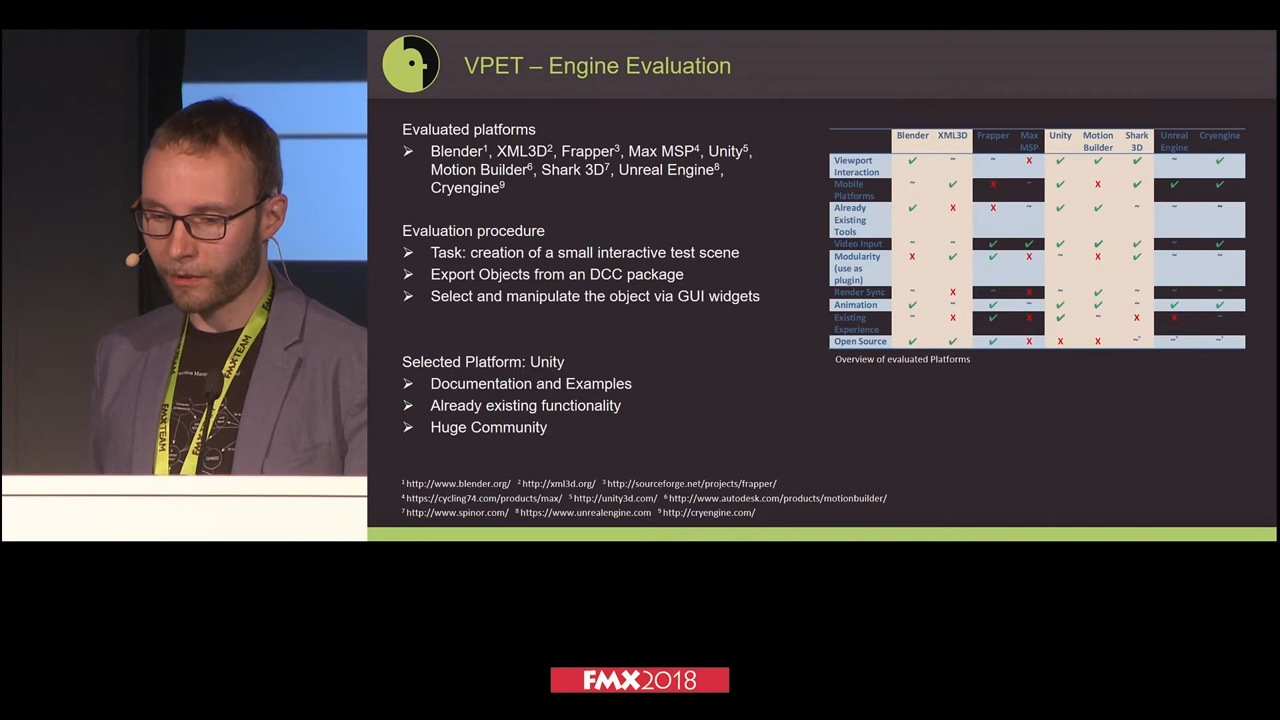 VPET – Engine Evaluation
Evaluated platforms
➢ Blender¹, XML3D², Frapper³, Max MSP⁴, Unity⁵,
Motion Builder⁶, Shark 3D⁷, Unreal Engine⁸,
Cryengine⁹
Evaluation procedure
➢ Task: creation of a small interactive test scene
➢ Export Objects from an DCC package
➢ Select and manipulate the object via GUI widgets
Selected Platform: Unity
➢ Documentation and Examples
➢ Already existing functionality
➢ Huge Community
¹ http://www.blender.org/ ² http://xml3d.org/ ³ http://sourceforge.net/projects/frapper/
⁴ https://cycling74.com/products/max/ ⁵ http://unity3d.com/ ⁶ http://www.autodesk.com/products/motionbuilder/
⁷ http://www.spinor.com/ ⁸ https://www.unrealengine.com ⁹ http://cryengine.com/
Blender XML3D Frapper Max MSP Unity Motion Builder Shark 3D Unreal Engine Cryengine
Viewport Interaction ✓ ~ ~ X ✓ ✓ ✓ ~ ✓
Mobile Platforms ~ ✓ X ~ ✓ X ✓ ✓ ✓
Already Existing Tools ✓ X X ~ ✓ ✓ ~ ~ ~
Video Input ~ ~ ✓ ✓ ✓ ✓ ✓ ~ ✓
Modularity (use as plugin) X ✓ ✓ X ~ X ✓ ~ ~
Render Sync ~ X ~ X ~ ✓ ~ ~ ~
Animation ✓ ~ ✓ ~ ✓ ✓ ~ ✓ ✓
Existing Experience ~ X ✓ X ✓ ~ X X ~
Open Source ✓ ✓ ✓ X X X ~* ~* ~*
Overview of evaluated Platforms
FMX TEAM
FMX TEAM
FMX2018